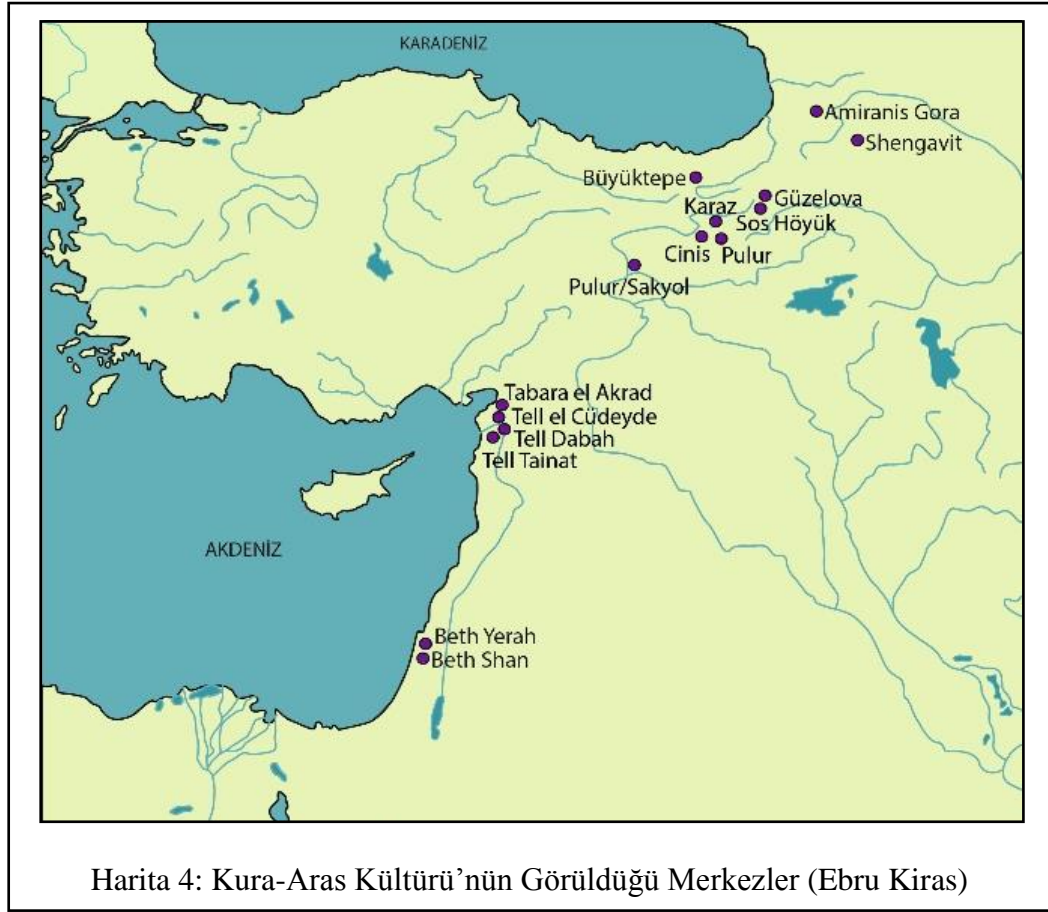 KARADENİZ
Amiranis Gora
Shengavit
Büyüktepe
Güzelova
Karaz
Sos Höyük
Cinis
Pulur
Pulur/Sakyol
Tabara el Akrad
Tell el Cüdeyde
Tell Dabah
Tell Tainat
AKDENİZ
Beth Yerah
Beth Shan
Harita 4: Kura-Aras Kültürü’nün Görüldüğü Merkezler (Ebru Kiras)